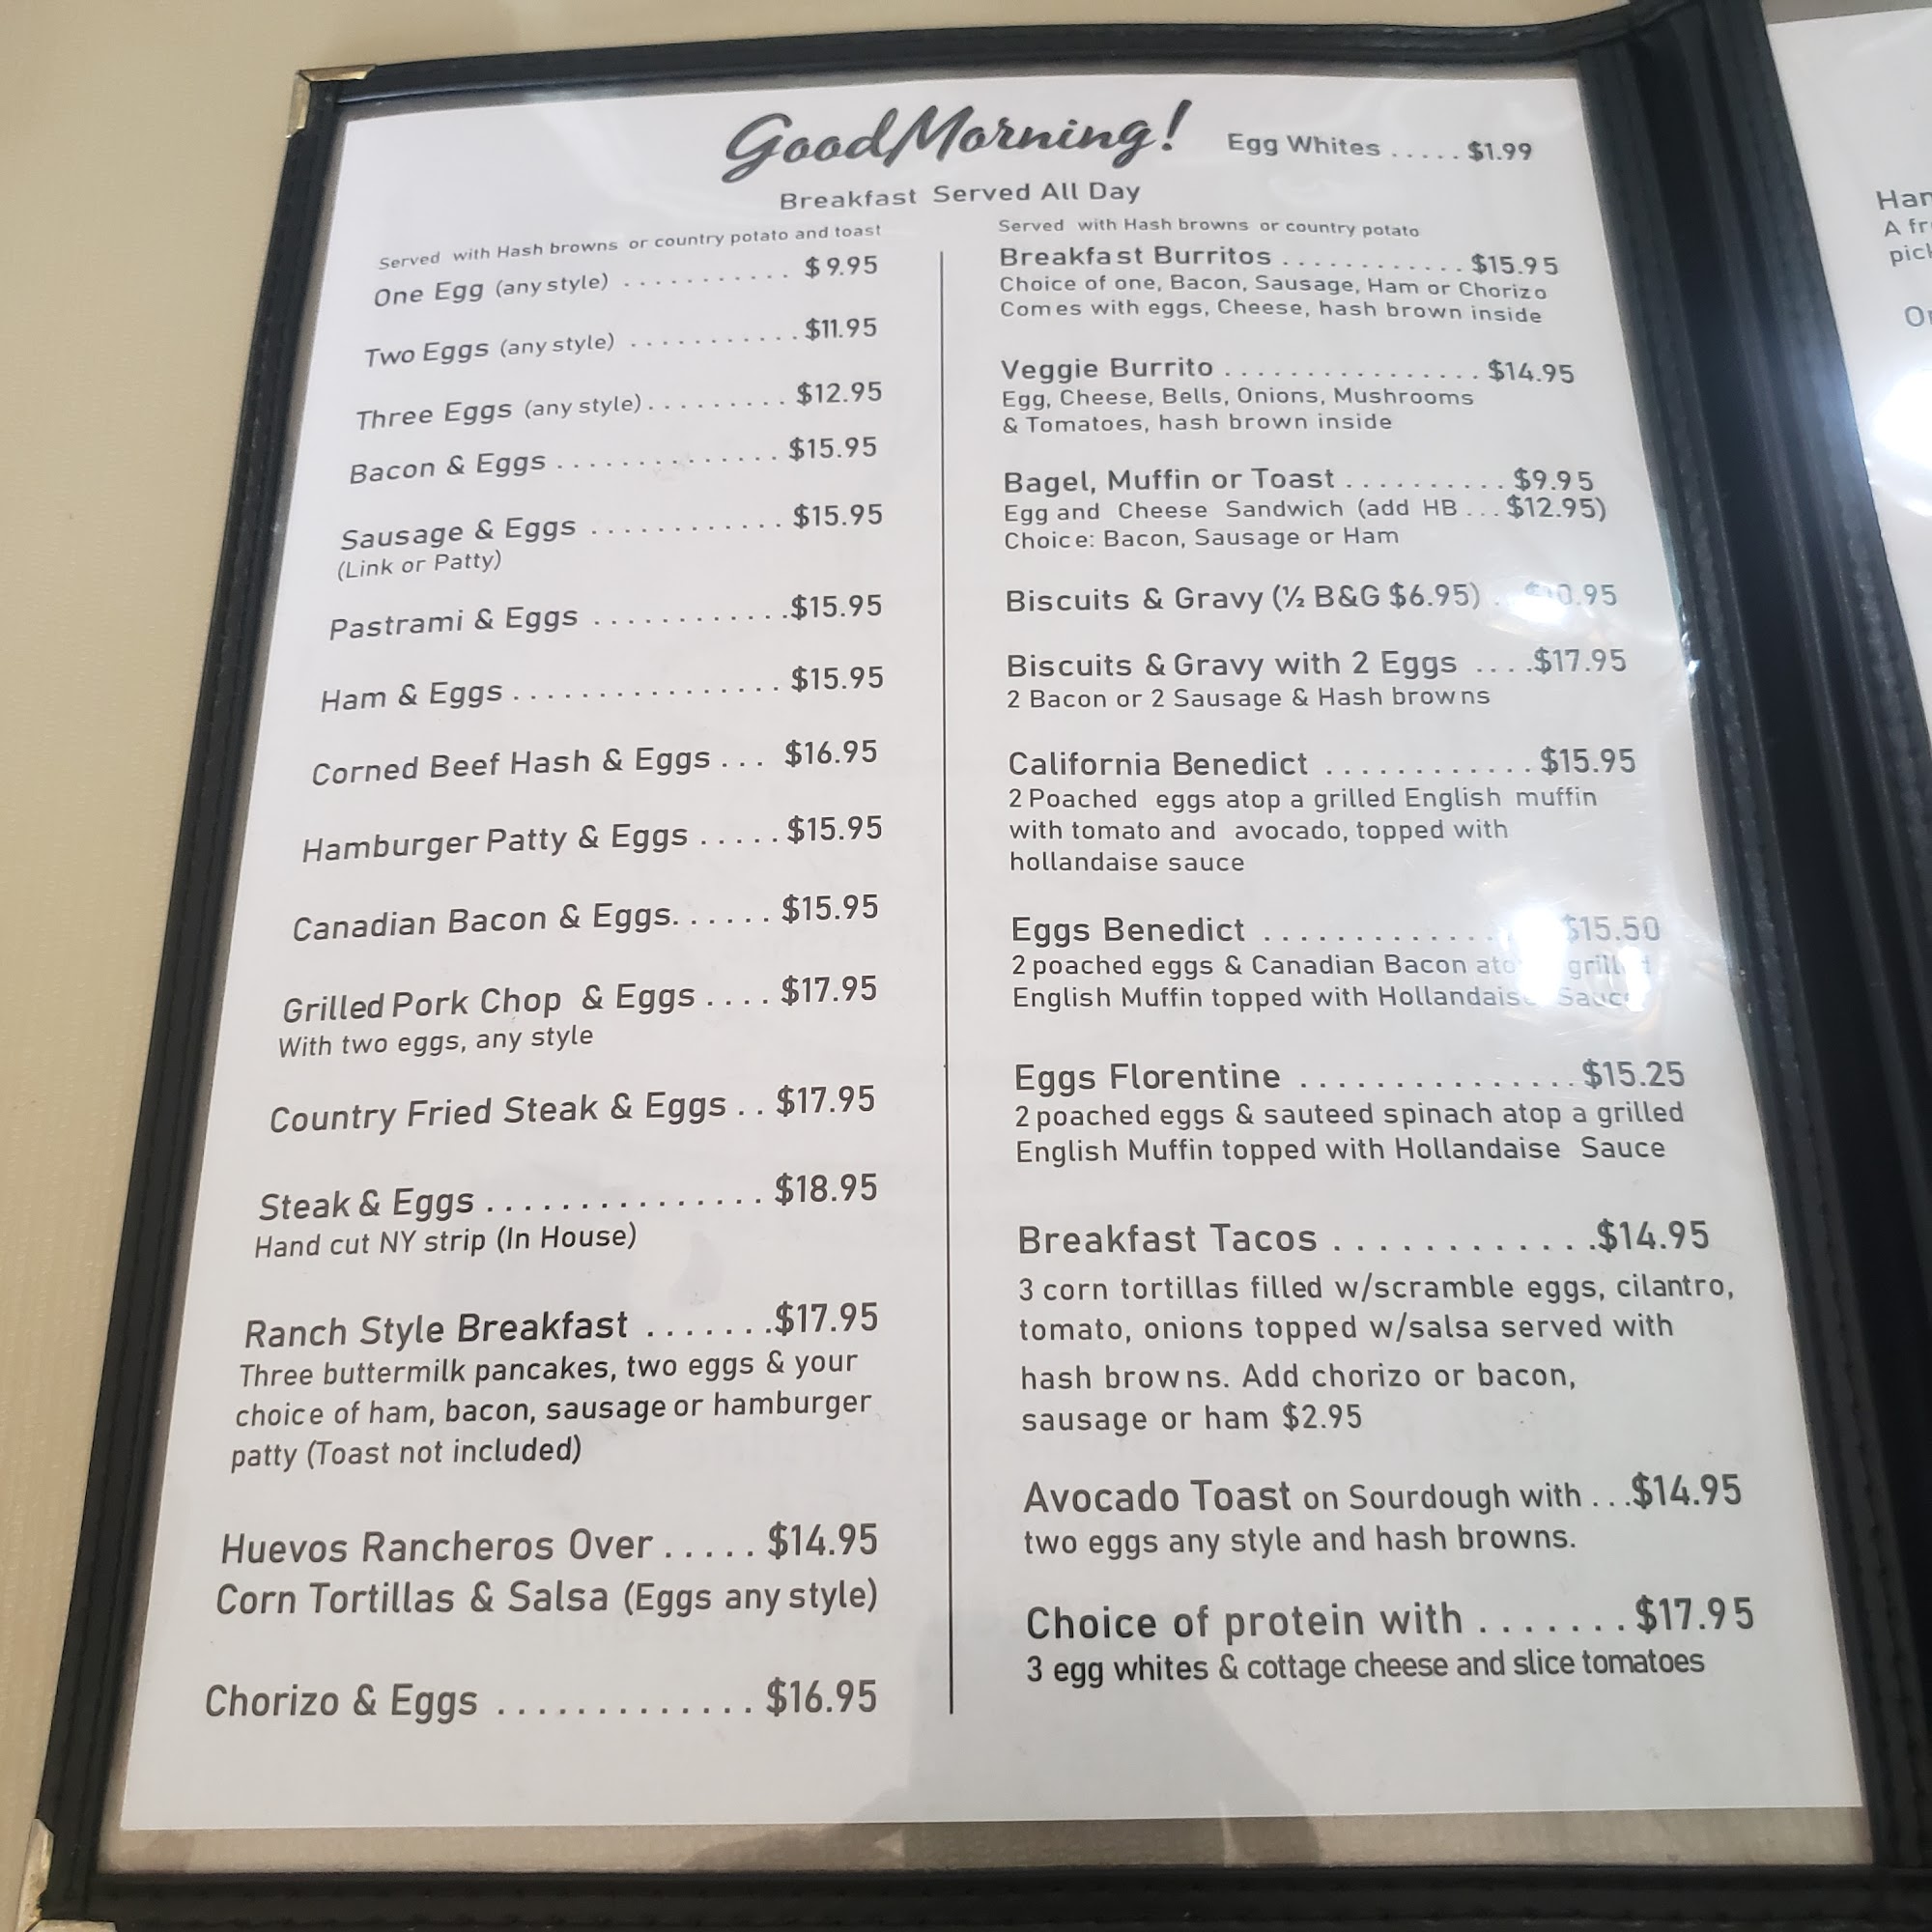 Good Morning!
Egg Whites ..... $1.99
Breakfast Served All Day
Served with Hash browns or country potato and toast
One Egg (any style) .......... $ 9.95
Two Eggs (any style) ........... $11.95
Three Eggs (any style)......... $12.95
Bacon & Eggs .............. $15.95
Sausage & Eggs ............ $15.95
(Link or Patty)
Pastrami & Eggs ............$15.95
Ham & Eggs ................ $15.95
Corned Beef Hash & Eggs ... $16.95
Hamburger Patty & Eggs ..... $15.95
Canadian Bacon & Eggs...... $15.95
Grilled Pork Chop & Eggs .... $17.95
With two eggs, any style
Country Fried Steak & Eggs .. $17.95
Steak & Eggs ............... $18.95
Hand cut NY strip (In House)
Ranch Style Breakfast .......$17.95
Three buttermilk pancakes, two eggs & your
choice of ham, bacon, sausage or hamburger
patty (Toast not included)
Huevos Rancheros Over ..... $14.95
Corn Tortillas & Salsa (Eggs any style)
Chorizo & Eggs ............. $16.95
Served with Hash browns or country potato
Breakfast Burritos ............ $15.95
Choice of one, Bacon, Sausage, Ham or Chorizo
Comes with eggs, Cheese, hash brown inside
Veggie Burrito ................ $14.95
Egg, Cheese, Bells, Onions, Mushrooms
& Tomatoes, hash brown inside
Bagel, Muffin or Toast .......... $9.95
Egg and Cheese Sandwich (add HB ... $12.95)
Choice: Bacon, Sausage or Ham
Biscuits & Gravy (½ B&G $6.95) .
Biscuits & Gravy with 2 Eggs ....$17.95
2 Bacon or 2 Sausage & Hash browns
California Benedict ............ $15.95
2 Poached eggs atop a grilled English muffin
with tomato and avocado, topped with
hollandaise sauce
Eggs Benedict ............. $15.50
2 poached eggs & Canadian Bacon
English Muffin topped with Hollandaise Sauce
Eggs Florentine ............... $15.25
2 poached eggs & sauteed spinach atop a grilled
English Muffin topped with Hollandaise Sauce
Breakfast Tacos ............$14.95
3 corn tortillas filled w/scramble eggs, cilantro,
tomato, onions topped w/salsa served with
hash browns. Add chorizo or bacon,
sausage or ham $2.95
Avocado Toast on Sourdough with ...$14.95
two eggs any style and hash browns.
Choice of protein with ....... $17.95
3 egg whites & cottage cheese and slice tomatoes